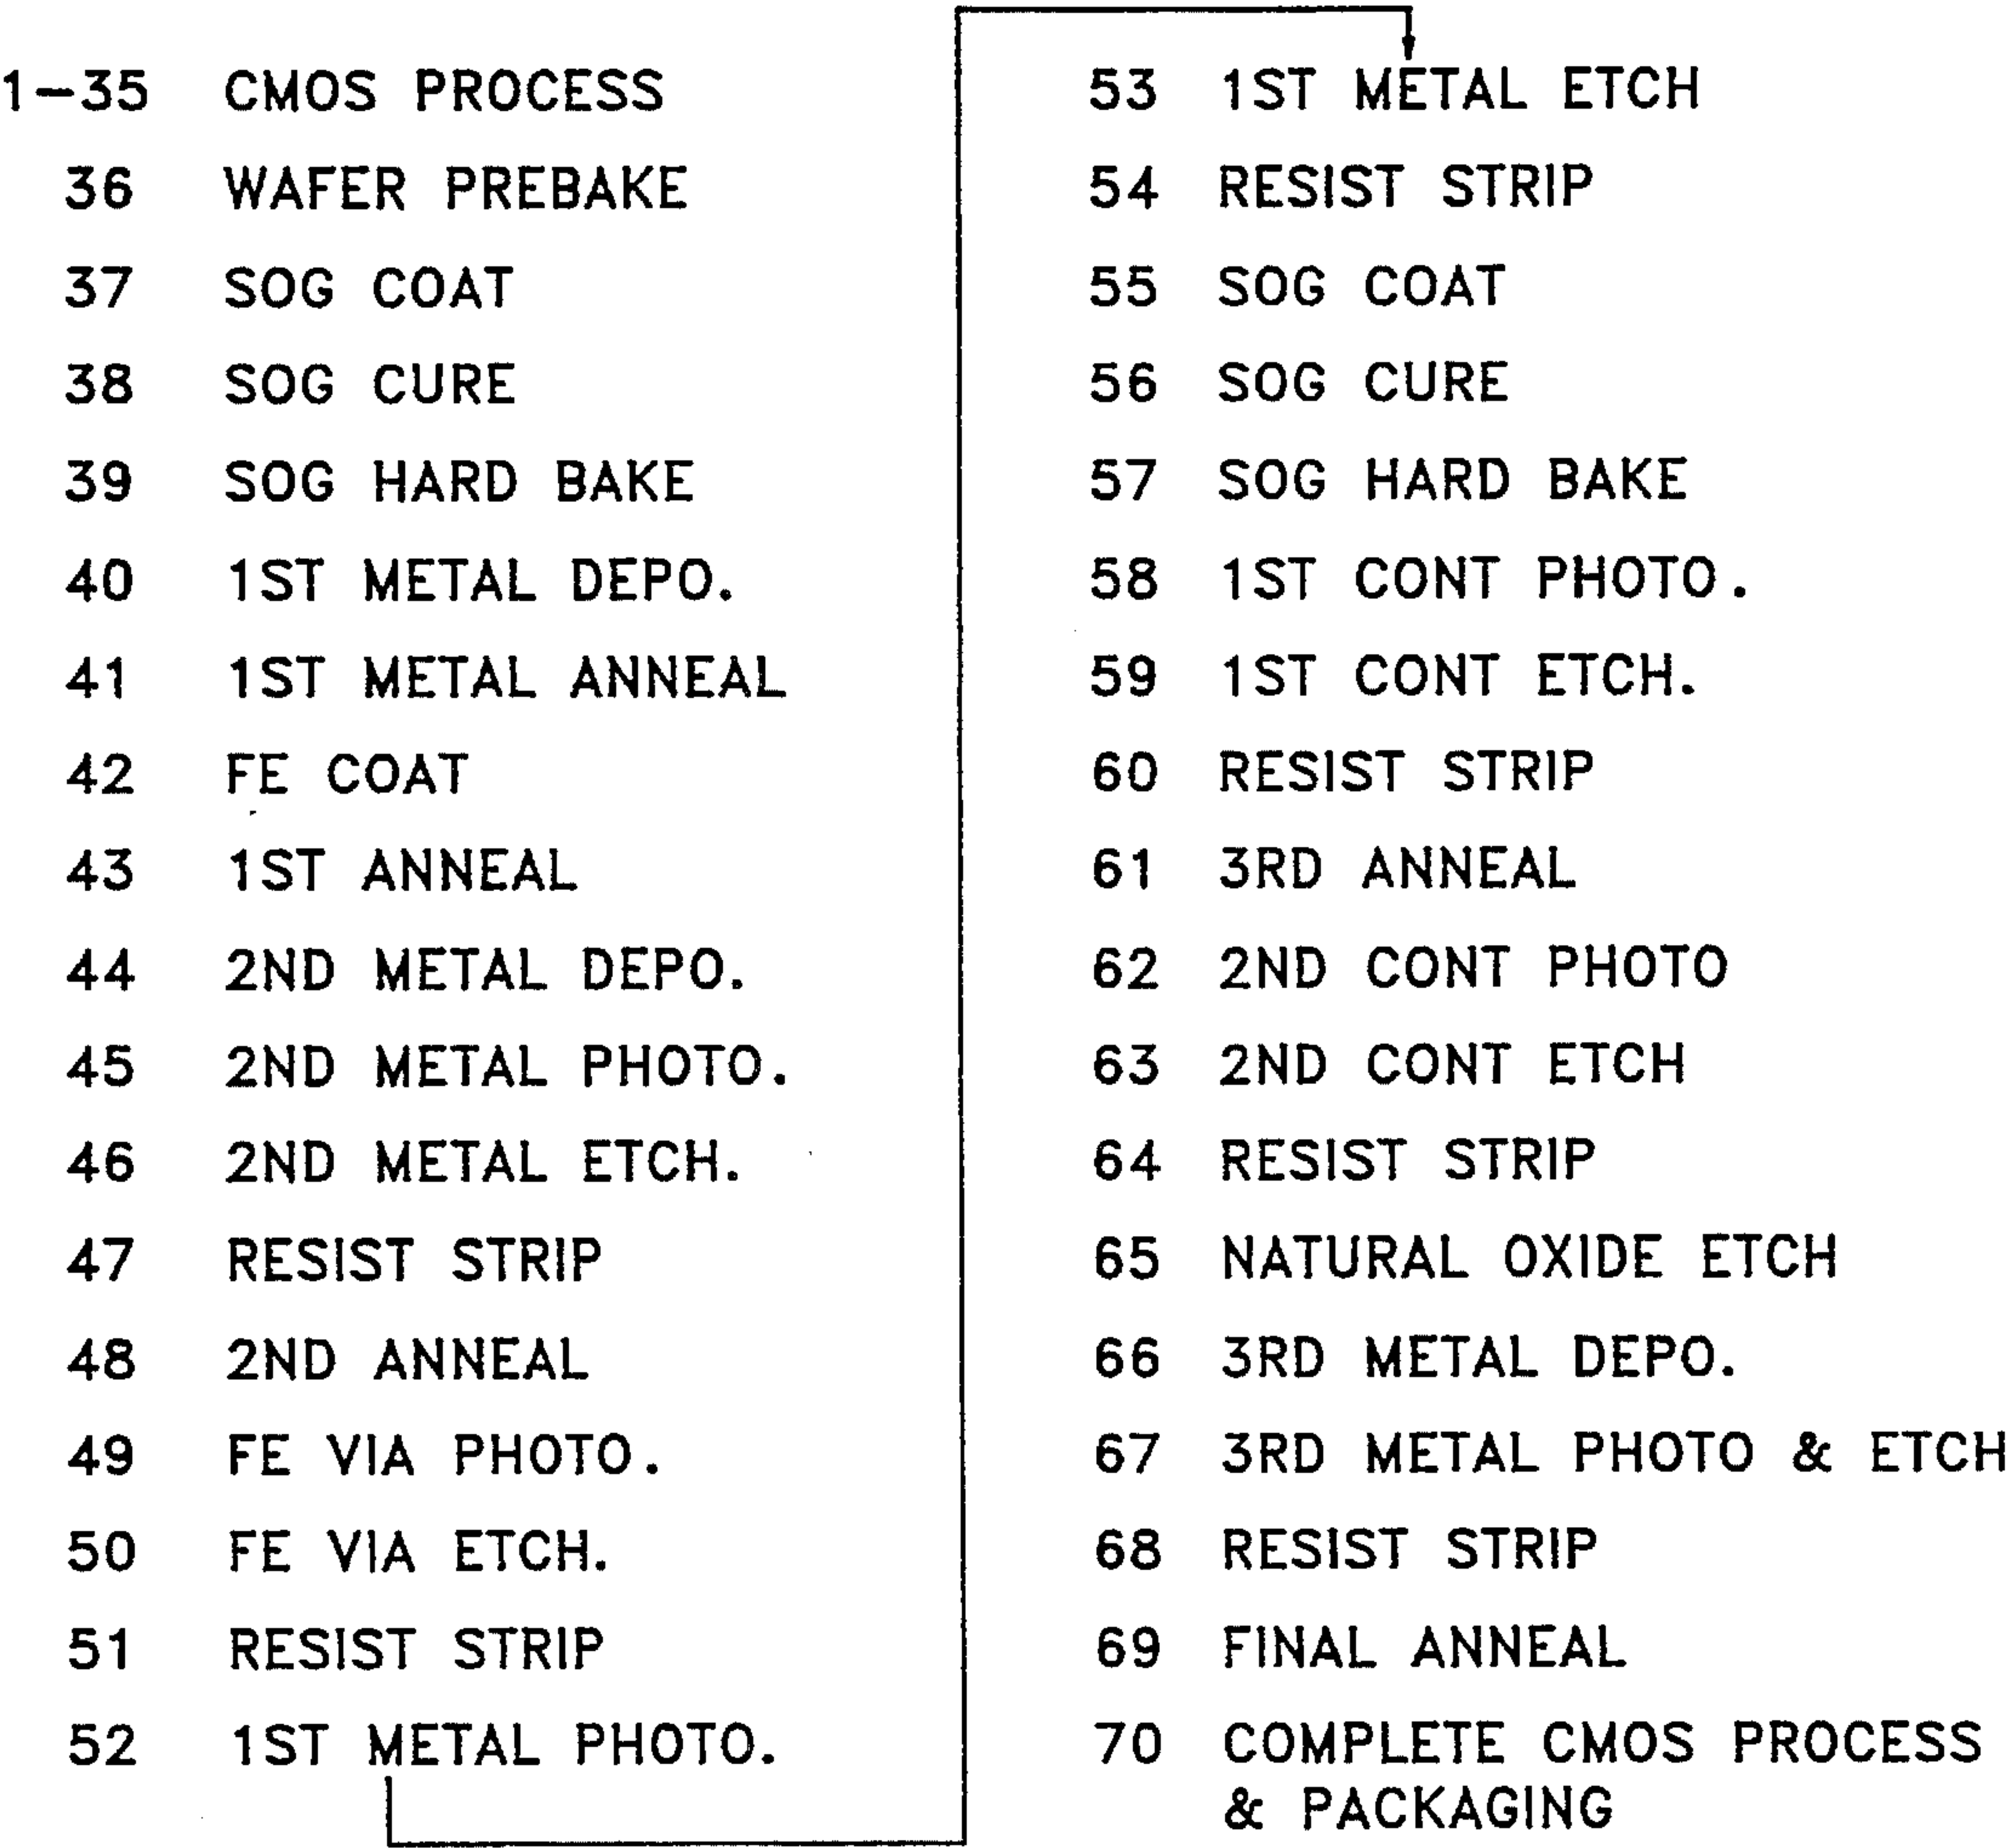 1-35 CMOS PROCESS
36 WAFER PREBAKE
37 SOG COAT
38 SOG CURE
39 SOG HARD BAKE
40 1ST METAL DEPO.
41 1ST METAL ANNEAL
42 FE COAT
43 1ST ANNEAL
44 2ND METAL DEPO.
45 2ND METAL PHOTO.
46 2ND METAL ETCH.
47 RESIST STRIP
48 2ND ANNEAL
49 FE VIA PHOTO.
50 FE VIA ETCH.
51 RESIST STRIP
52 1ST METAL PHOTO.
53 1ST METAL ETCH
54 RESIST STRIP
55 SOG COAT
56 SOG CURE
57 SOG HARD BAKE
58 1ST CONT PHOTO.
59 1ST CONT ETCH.
60 RESIST STRIP
61 3RD ANNEAL
62 2ND CONT PHOTO
63 2ND CONT ETCH
64 RESIST STRIP
65 NATURAL OXIDE ETCH
66 3RD METAL DEPO.
67 3RD METAL PHOTO & ETCH
68 RESIST STRIP
69 FINAL ANNEAL
70 COMPLETE CMOS PROCESS
& PACKAGING